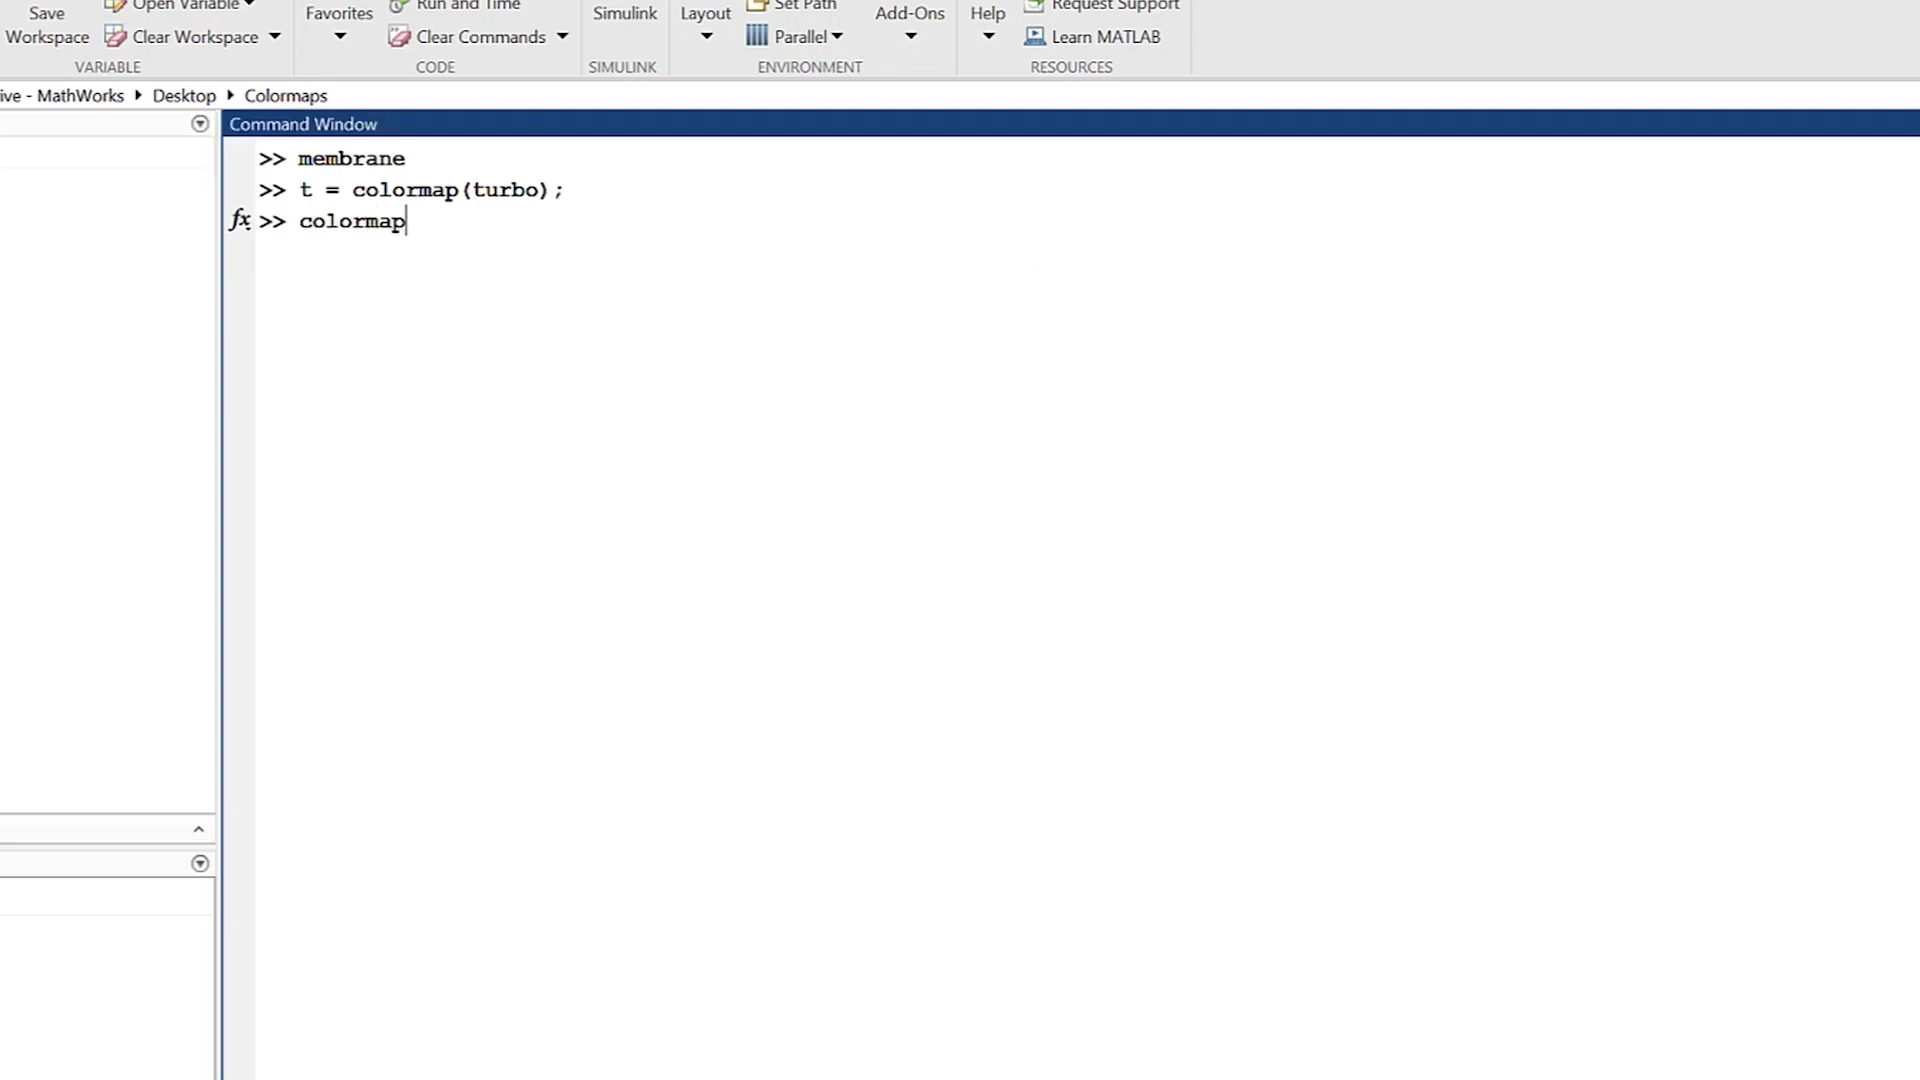 Save Workspace
Open Variable
Clear Workspace
VARIABLE
Favorites
Run and Time
Clear Commands
CODE
Simulink
SIMULINK
Layout
Set Path
Parallel
Add-Ons
ENVIRONMENT
Help
Request Support
Learn MATLAB
RESOURCES
ive - MathWorks Desktop Colormaps
Command Window
>> membrane
>> t = colormap(turbo);
fx >> colormap